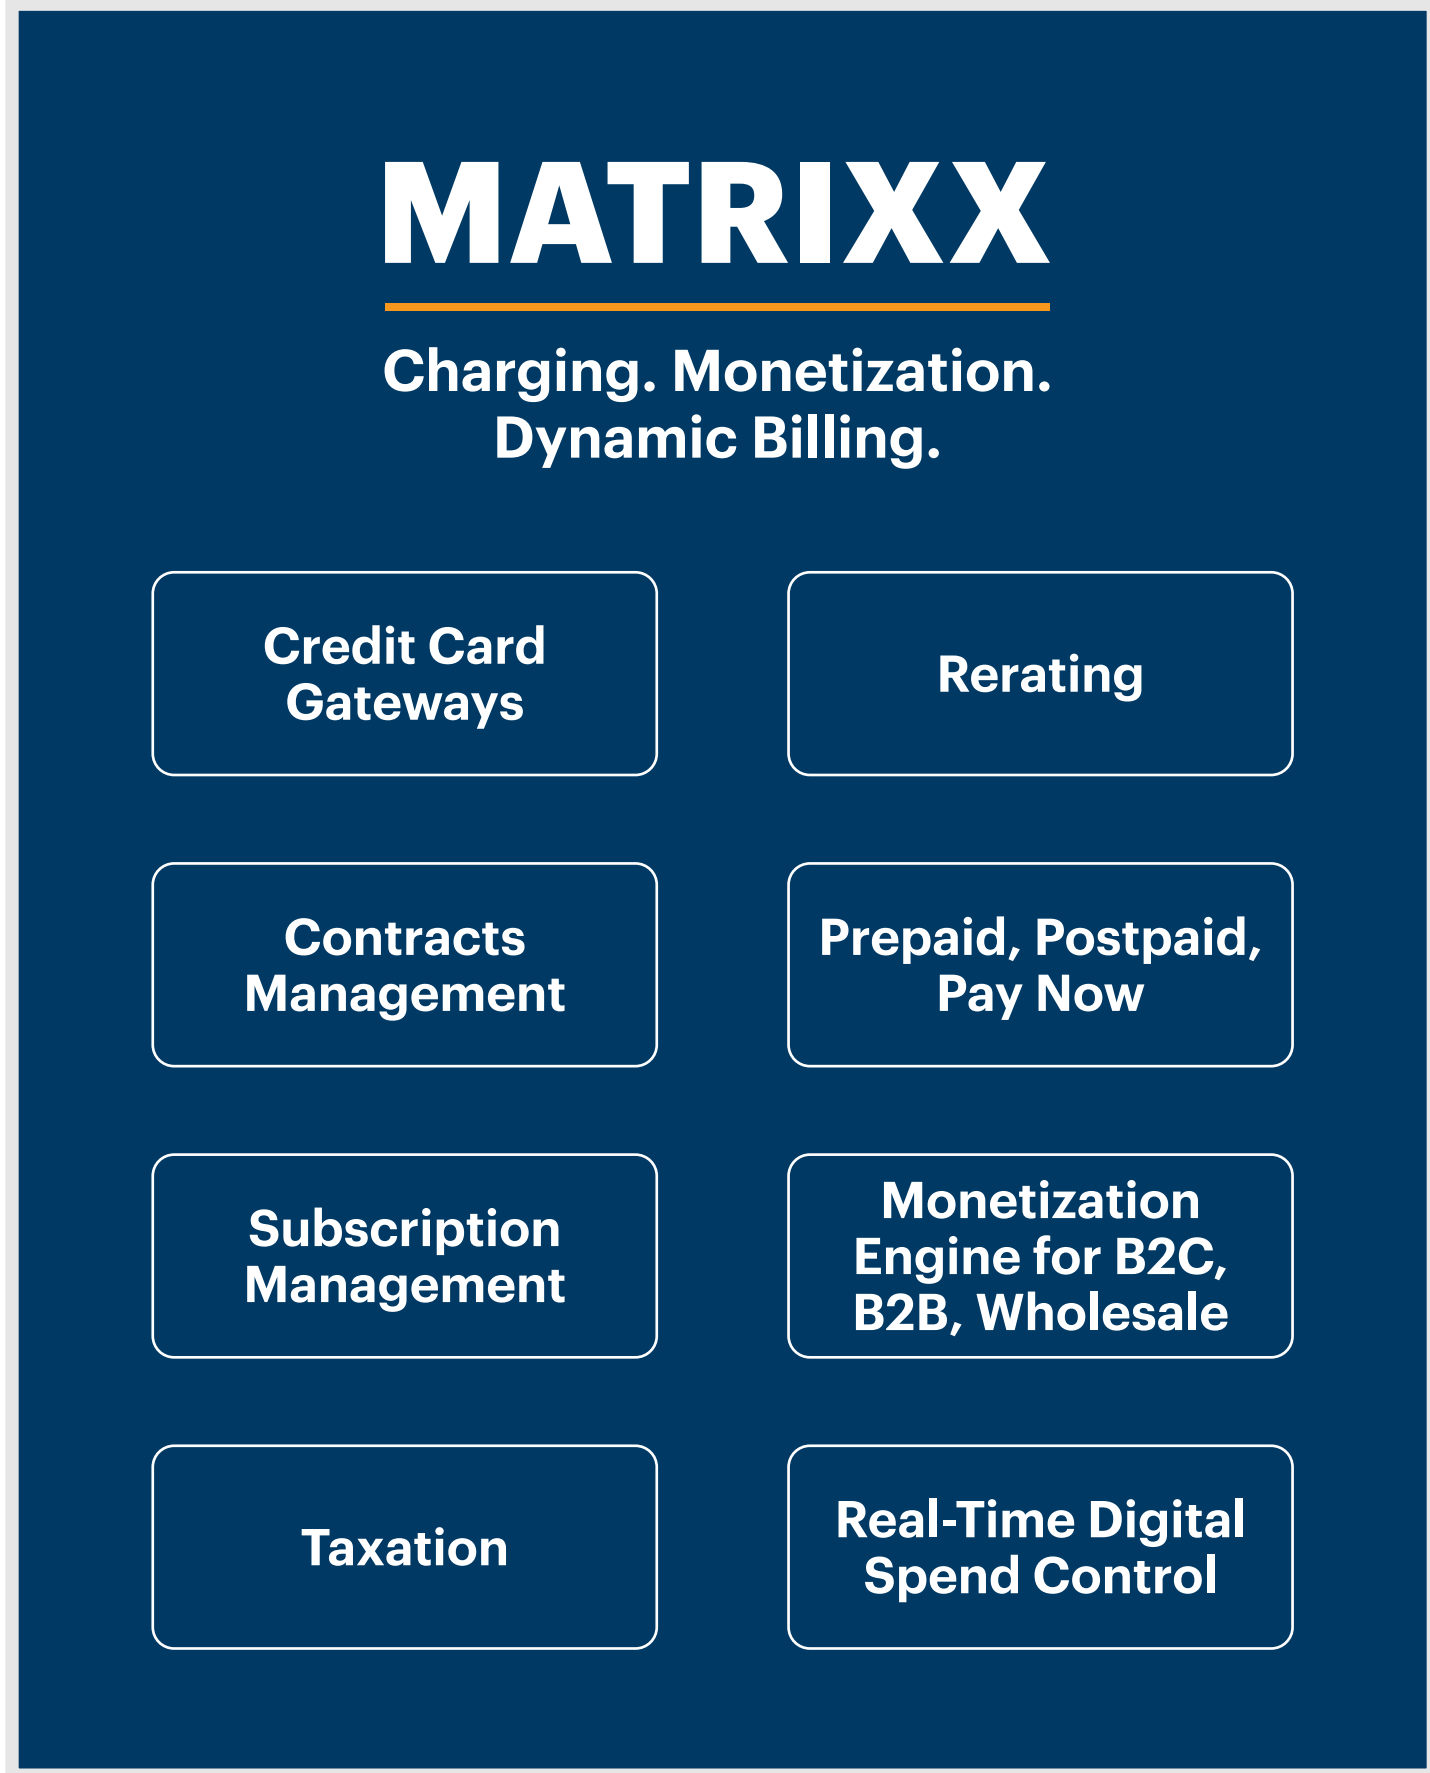 MATRIXX
Charging. Monetization.
Dynamic Billing.
Credit Card
Gateways
Rerating
Contracts
Management
Prepaid, Postpaid,
Pay Now
Subscription
Management
Monetization
Engine for B2C,
B2B, Wholesale
Taxation
Real-Time Digital
Spend Control